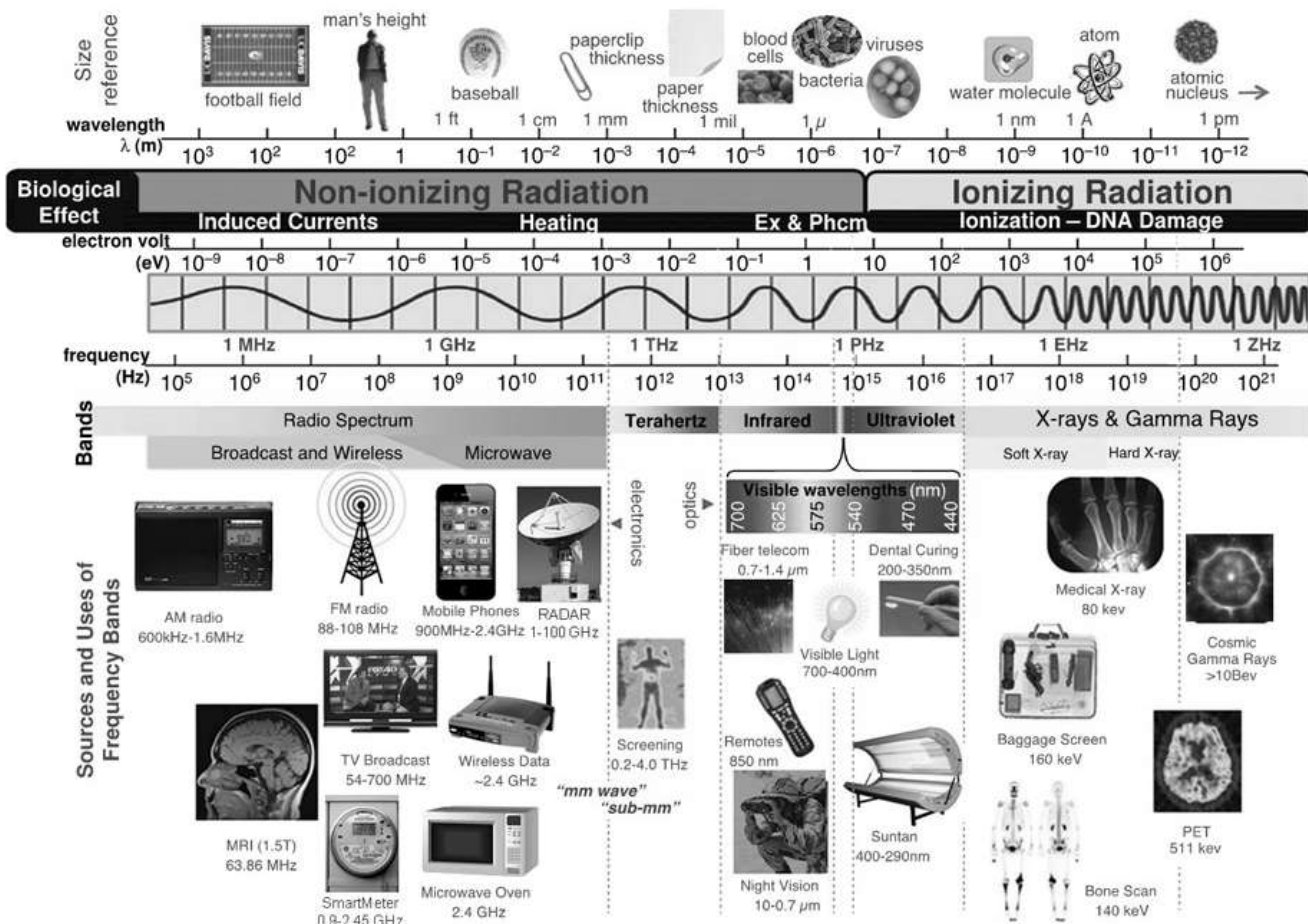 Size
reference
football field
man's height
baseball
paperclip
thickness
paper
thickness
blood
cells
bacteria
viruses
water molecule
atom
atomic
nucleus
wavelength
λ (m)
1 ft 1 cm 1 mm 1 mil 1 µ 1 nm 1 A 1 pm
10³ 10² 10² 1 10⁻¹ 10⁻² 10⁻³ 10⁻⁴ 10⁻⁵ 10⁻⁶ 10⁻⁷ 10⁻⁸ 10⁻⁹ 10⁻¹⁰ 10⁻¹¹ 10⁻¹²
Biological
Effect
Non-ionizing Radiation
Ionizing Radiation
Induced Currents Heating Ex & Phcm Ionization – DNA Damage
electron volt
(eV)
10⁻⁹ 10⁻⁸ 10⁻⁷ 10⁻⁶ 10⁻⁵ 10⁻⁴ 10⁻³ 10⁻² 10⁻¹ 1 10 10² 10³ 10⁴ 10⁵ 10⁶
frequency
(Hz)
1 MHz 1 GHz 1 THz 1 PHz 1 EHz 1 ZHz
10⁵ 10⁶ 10⁷ 10⁸ 10⁹ 10¹⁰ 10¹¹ 10¹² 10¹³ 10¹⁴ 10¹⁵ 10¹⁶ 10¹⁷ 10¹⁸ 10¹⁹ 10²⁰ 10²¹
Bands
Radio Spectrum Terahertz Infrared Ultraviolet X-rays & Gamma Rays
Broadcast and Wireless Microwave
Soft X-ray Hard X-ray
electronics
optics
Visible wavelengths (nm)
700 625 575 540 470 440
Sources and Uses of
Frequency Bands
AM radio
600kHz-1.6MHz
FM radio
88-108 MHz
Mobile Phones
900MHz-2.4GHz
RADAR
1-100 GHz
Fiber telecom
0.7-1.4 µm
Dental Curing
200-350nm
Visible Light
700-400nm
Medical X-ray
80 kev
Cosmic
Gamma Rays
>10Bev
MRI (1.5T)
63.86 MHz
TV Broadcast
54-700 MHz
Wireless Data
~2.4 GHz
Screening
0.2-4.0 THz
"mm wave"
"sub-mm"
Remotes
850 nm
Baggage Screen
160 keV
SmartMeter
0.9-2.45 GHz
Microwave Oven
2.4 GHz
Night Vision
10-0.7 µm
Suntan
400-290nm
Bone Scan
140 keV
PET
511 kev